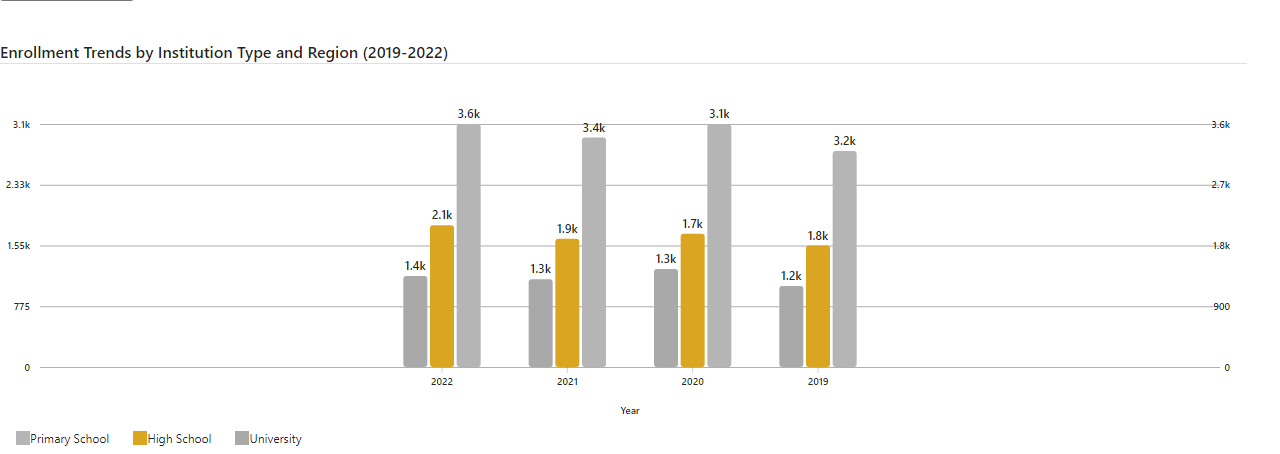 Enrollment Trends by Institution Type and Region (2019-2022)
3.6k 3.4k 3.1k 3.2k
3.1k 3.6k
2.33k 2.7k
2.1k 1.9k 1.7k 1.8k
1.55k 1.8k
1.4k 1.3k 1.3k 1.2k
775 900
0 0
2022 2021 2020 2019
Year
Primary School High School University